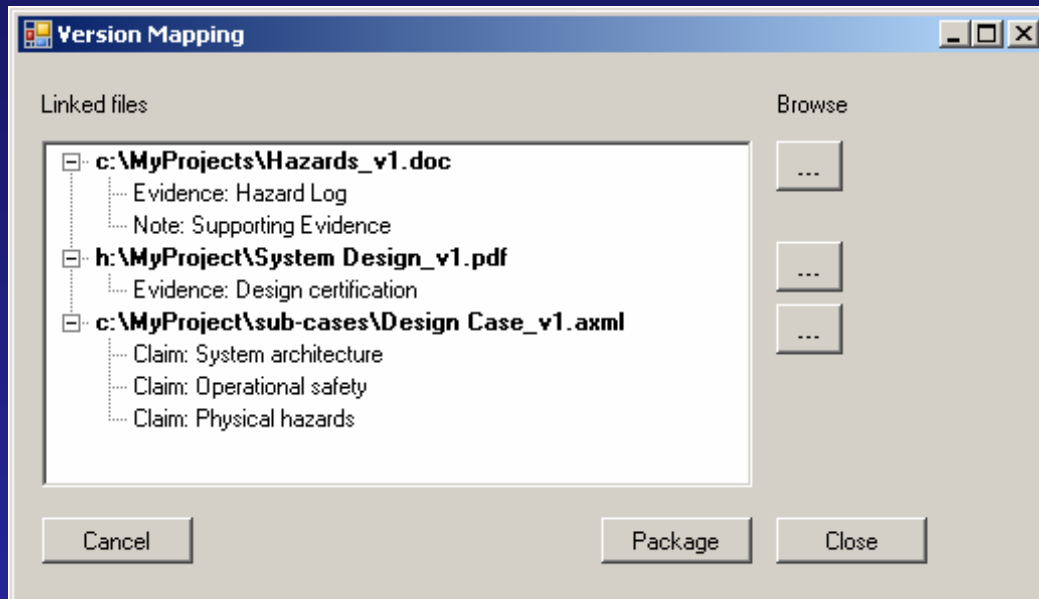 Version Mapping
Linked files
Browse
c:\MyProjects\Hazards_v1.doc
...
Evidence: Hazard Log
Note: Supporting Evidence
h:\MyProject\System Design_v1.pdf
...
Evidence: Design certification
c:\MyProject\sub-cases\Design Case_v1.axml
...
Claim: System architecture
Claim: Operational safety
Claim: Physical hazards
Cancel
Package
Close